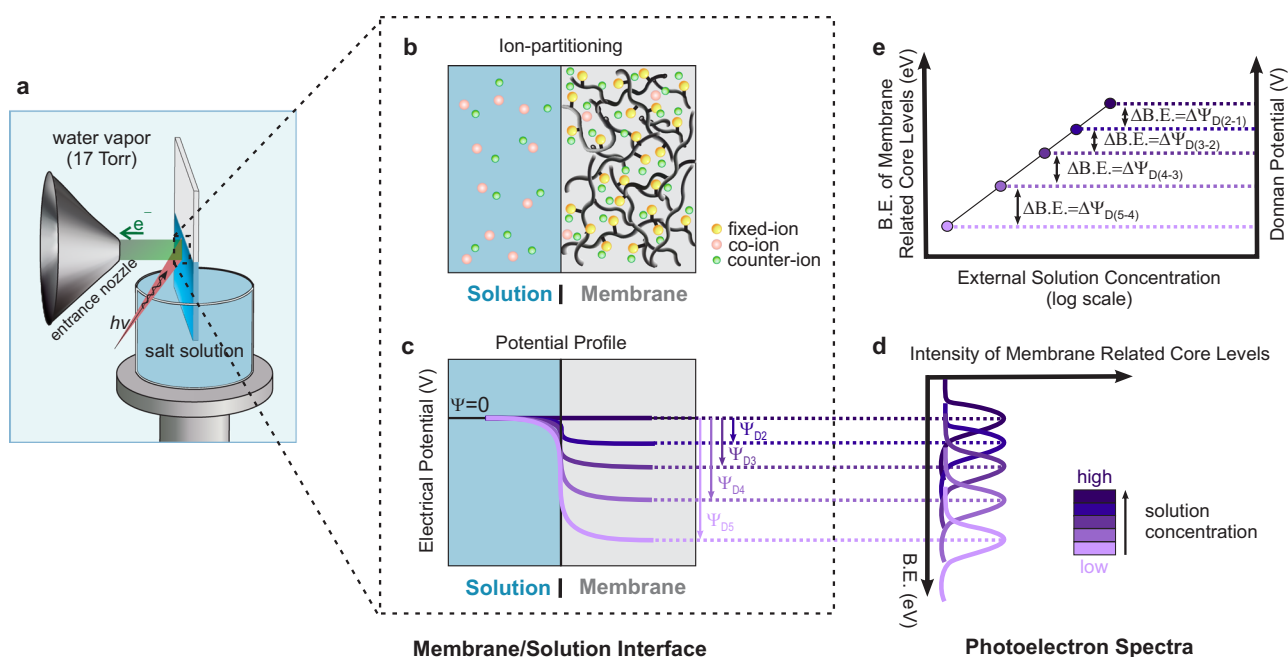 a
water vapor
(17 Torr)
e⁻
entrance nozzle
hν
salt solution
b
Ion-partitioning
fixed-ion
co-ion
counter-ion
Solution | Membrane
c
Potential Profile
Electrical Potential (V)
Ψ=0
ΨD2
ΨD3
ΨD4
ΨD5
Solution | Membrane
Membrane/Solution Interface
e
B.E. of Membrane
Related Core Levels (eV)
ΔB.E.=ΔΨD(2-1)
ΔB.E.=ΔΨD(3-2)
ΔB.E.=ΔΨD(4-3)
ΔB.E.=ΔΨD(5-4)
Donnan Potential (V)
External Solution Concentration
(log scale)
d
Intensity of Membrane Related Core Levels
B.E.
(eV)
high
solution
concentration
low
Photoelectron Spectra